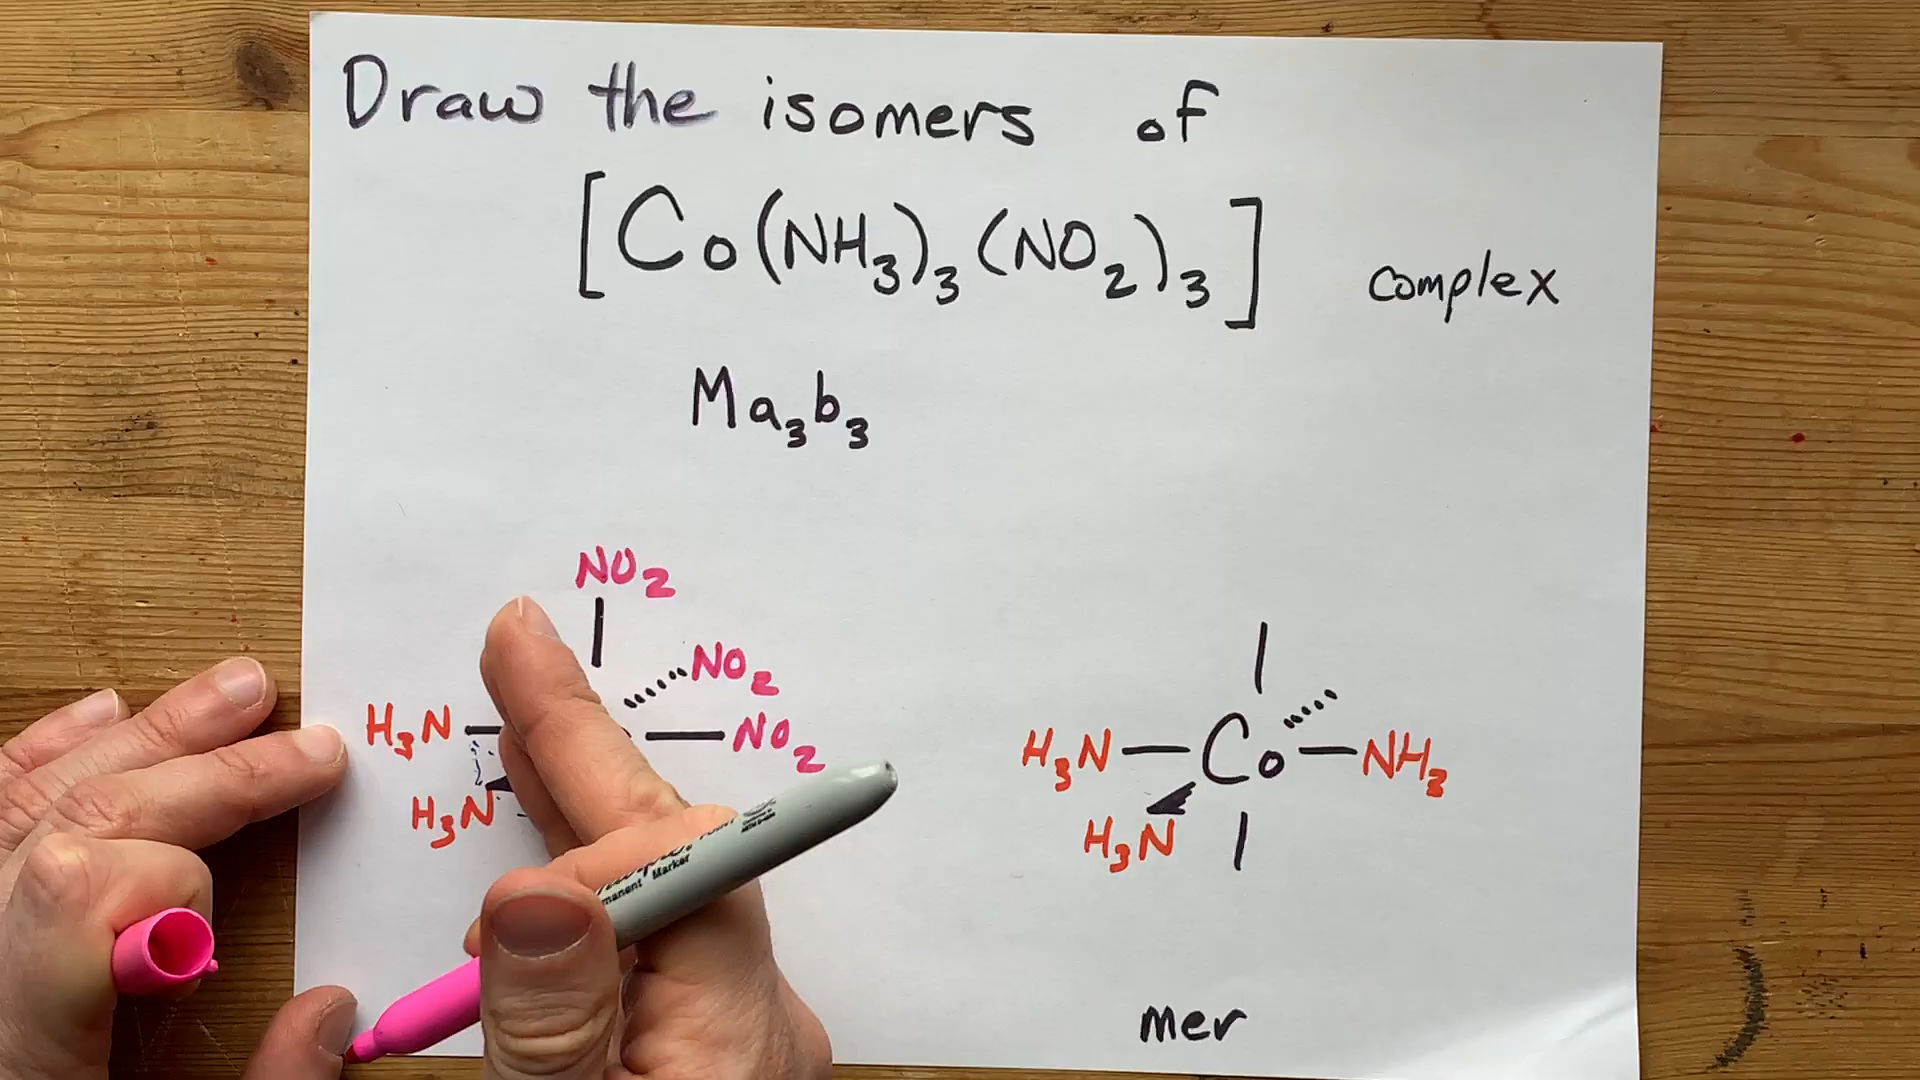 Draw the isomers of
[Co(NH₃)₃(NO₂)₃] complex
Ma₃b₃
NO₂
NO₂
H₃N NO₂
H₃N
H₃N Co NH₃
H₃N
Marker
mer